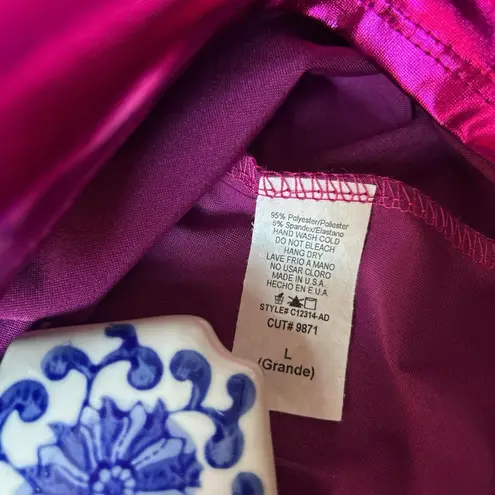 95% Polyester/Poliester
5% Spandex/Elastano
HAND WASH COLD
DO NOT BLEACH
HANG DRY
LAVE FRIO A MANO
NO USAR CLORO
MADE IN U.S.A.
HECHO EN E.U.A.
STYLE# C12314-AD
CUT# 9871
L
(Grande)